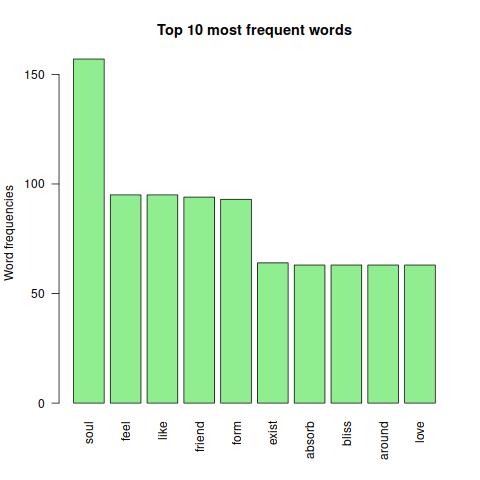 Top 10 most frequent words
Word frequencies
150
100
50
0
soul
feel
like
friend
form
exist
absorb
bliss
around
love